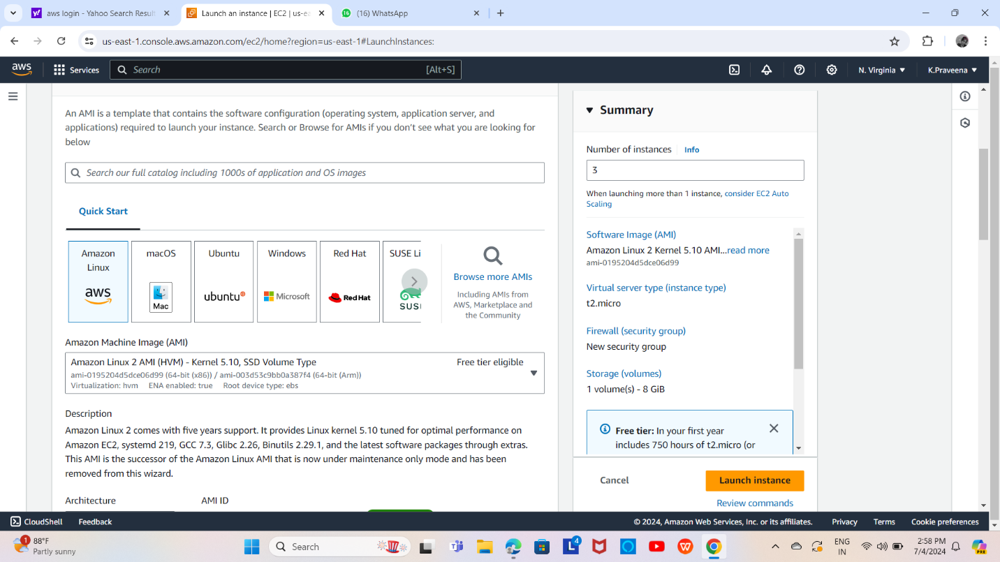 aws login - Yahoo Search Result
Launch an instance | EC2 | us-ea
(16) WhatsApp
us-east-1.console.aws.amazon.com/ec2/home?region=us-east-1#LaunchInstances:
aws
Services
Search
[Alt+S]
N. Virginia
K.Praveena
An AMI is a template that contains the software configuration (operating system, application server, and
applications) required to launch your instance. Search or Browse for AMIs if you don't see what you are looking for
below
Search our full catalog including 1000s of application and OS images
Quick Start
Amazon
Linux
aws
macOS
Mac
Ubuntu
ubuntu
Windows
Microsoft
Red Hat
Red Hat
SUSE Li
SUS
Browse more AMIs
Including AMIs from
AWS, Marketplace and
the Community
Amazon Machine Image (AMI)
Amazon Linux 2 AMI (HVM) - Kernel 5.10, SSD Volume Type
Free tier eligible
ami-0195204d5dce06d99 (64-bit (x86)) / ami-003d53c9bb0a387f4 (64-bit (Arm))
Virtualization: hvm ENA enabled: true Root device type: ebs
Description
Amazon Linux 2 comes with five years support. It provides Linux kernel 5.10 tuned for optimal performance on
Amazon EC2, systemd 219, GCC 7.3, Glibc 2.26, Binutils 2.29.1, and the latest software packages through extras.
This AMI is the successor of the Amazon Linux AMI that is now under maintenance only mode and has been
removed from this wizard.
Architecture
AMI ID
Summary
Number of instances
Info
3
When launching more than 1 instance, consider EC2 Auto
Scaling
Software Image (AMI)
Amazon Linux 2 Kernel 5.10 AMI...read more
ami-0195204d5dce06d99
Virtual server type (instance type)
t2.micro
Firewall (security group)
New security group
Storage (volumes)
1 volume(s) - 8 GiB
Free tier: In your first year
includes 750 hours of t2.micro (or
Cancel
Launch instance
Review commands
CloudShell
Feedback
© 2024, Amazon Web Services, Inc. or its affiliates.
Privacy
Terms
Cookie preferences
1
88°F
Partly sunny
Search
4
ENG
IN
2:58 PM
7/4/2024
PRE